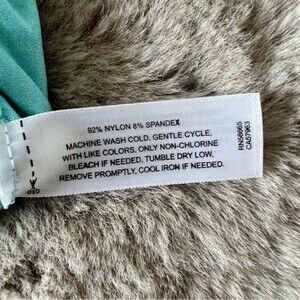 92% NYLON 8% SPANDEX
MACHINE WASH COLD, GENTLE CYCLE,
WITH LIKE COLORS, ONLY NON-CHLORINE
BLEACH IF NEEDED, TUMBLE DRY LOW,
REMOVE PROMPTLY, COOL IRON IF NEEDED.
RN56665
CA57963